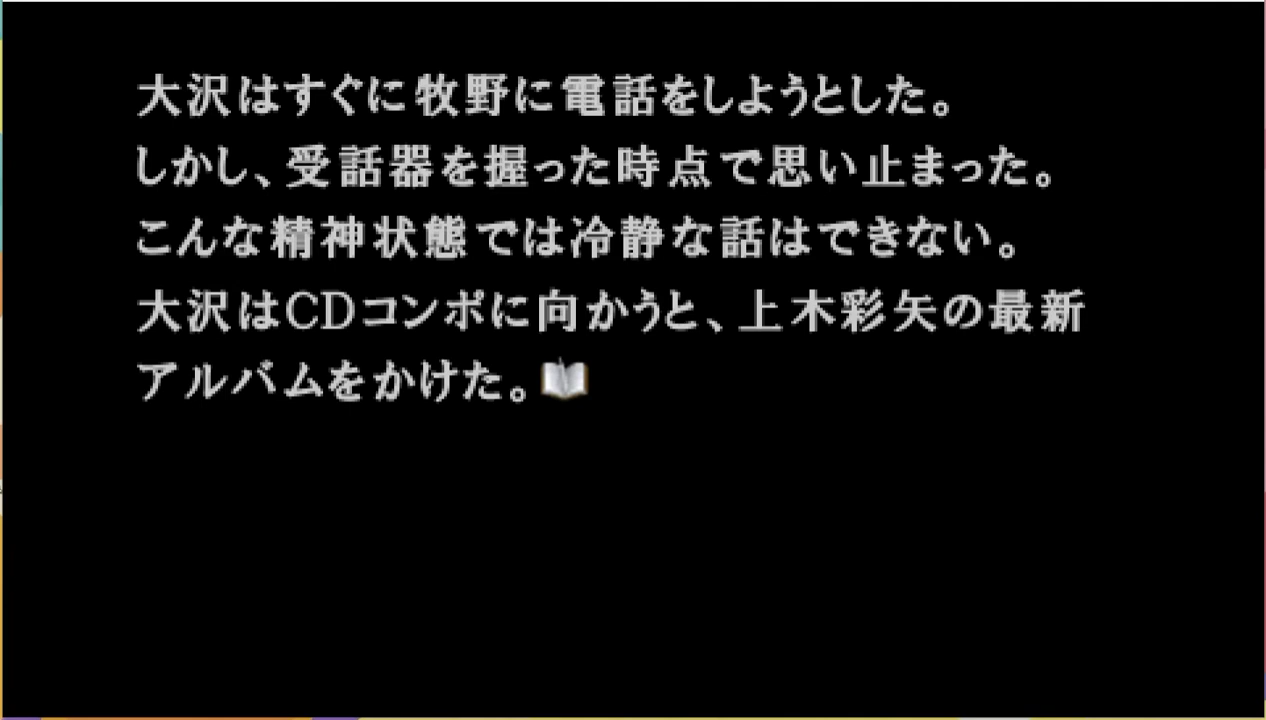 大沢はすぐに牧野に電話をしようとした。
しかし、受話器を握った時点で思い止まった。
こんな精神状態では冷静な話はできない。
大沢はCDコンポに向かうと、上木彩矢の最新
アルバムをかけた。